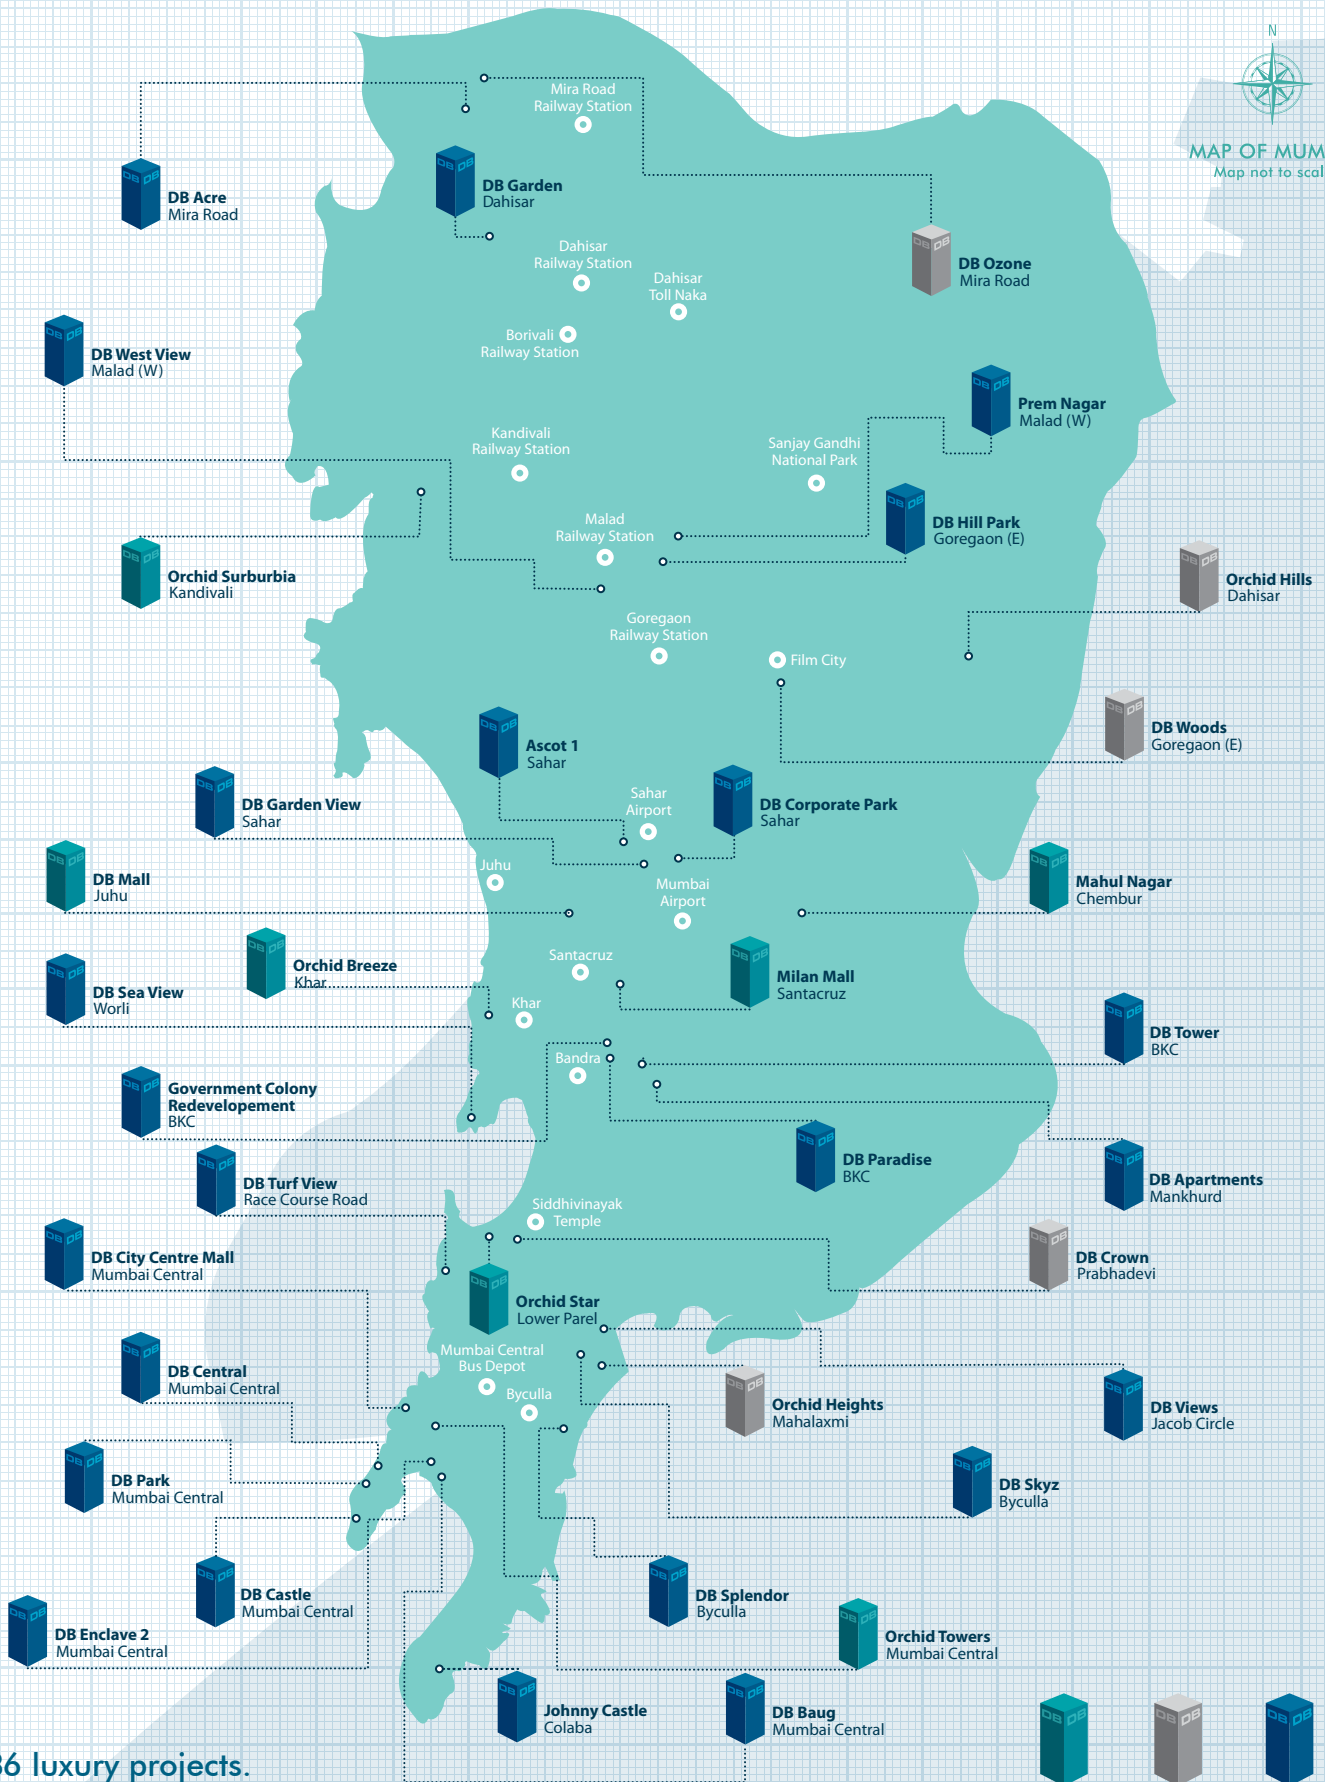 N
MAP OF MUM
Map not to scal
Mira Road
Railway Station
DB Acre
Mira Road
DB Garden
Dahisar
Dahisar
Railway Station
Dahisar
Toll Naka
DB Ozone
Mira Road
Borivali
Railway Station
DB West View
Malad (W)
Prem Nagar
Malad (W)
Kandivali
Railway Station
Sanjay Gandhi
National Park
Malad
Railway Station
DB Hill Park
Goregaon (E)
Orchid Surburbia
Kandivali
Orchid Hills
Dahisar
Goregaon
Railway Station
Film City
DB Woods
Goregaon (E)
Ascot 1
Sahar
DB Garden View
Sahar
Sahar
Airport
DB Corporate Park
Sahar
DB Mall
Juhu
Juhu
Mumbai
Airport
Mahul Nagar
Chembur
Orchid Breeze
Khar
Santacruz
Milan Mall
Santacruz
DB Sea View
Worli
Khar
DB Tower
BKC
Bandra
Government Colony
Redevelopement
BKC
DB Paradise
BKC
DB Apartments
Mankhurd
DB Turf View
Race Course Road
Siddhivinayak
Temple
DB City Centre Mall
Mumbai Central
DB Crown
Prabhadevi
Orchid Star
Lower Parel
Mumbai Central
Bus Depot
DB Central
Mumbai Central
Byculla
Orchid Heights
Mahalaxmi
DB Views
Jacob Circle
DB Park
Mumbai Central
DB Skyz
Byculla
DB Castle
Mumbai Central
DB Splendor
Byculla
DB Enclave 2
Mumbai Central
Orchid Towers
Mumbai Central
Johnny Castle
Colaba
DB Baug
Mumbai Central
36 luxury projects.